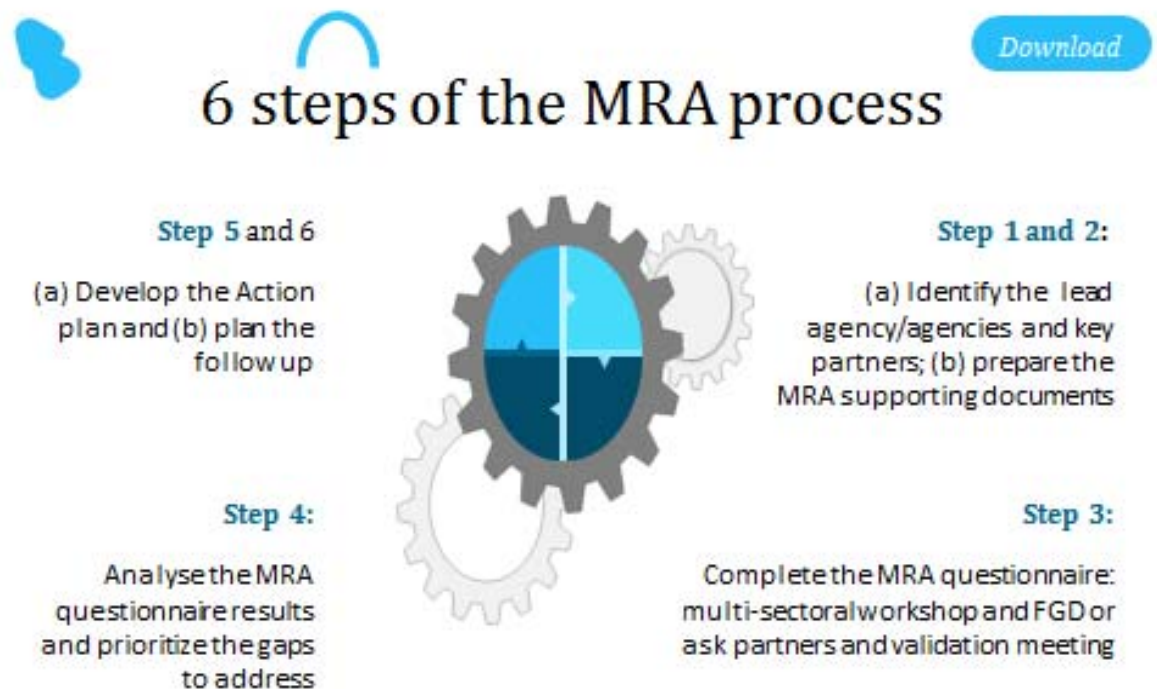 Download
6 steps of the MRA process
Step 1 and 2:
(a) Identify the lead
agency/agencies and key
partners; (b) prepare the
MRA supporting documents
Step 3:
Complete the MRA questionnaire:
multi-sectoral workshop and FGD or
ask partners and validation meeting
Step 4:
Analyse the MRA
questionnaire results
and prioritize the gaps
to address
Step 5 and 6
(a) Develop the Action
plan and (b) plan the
follow up